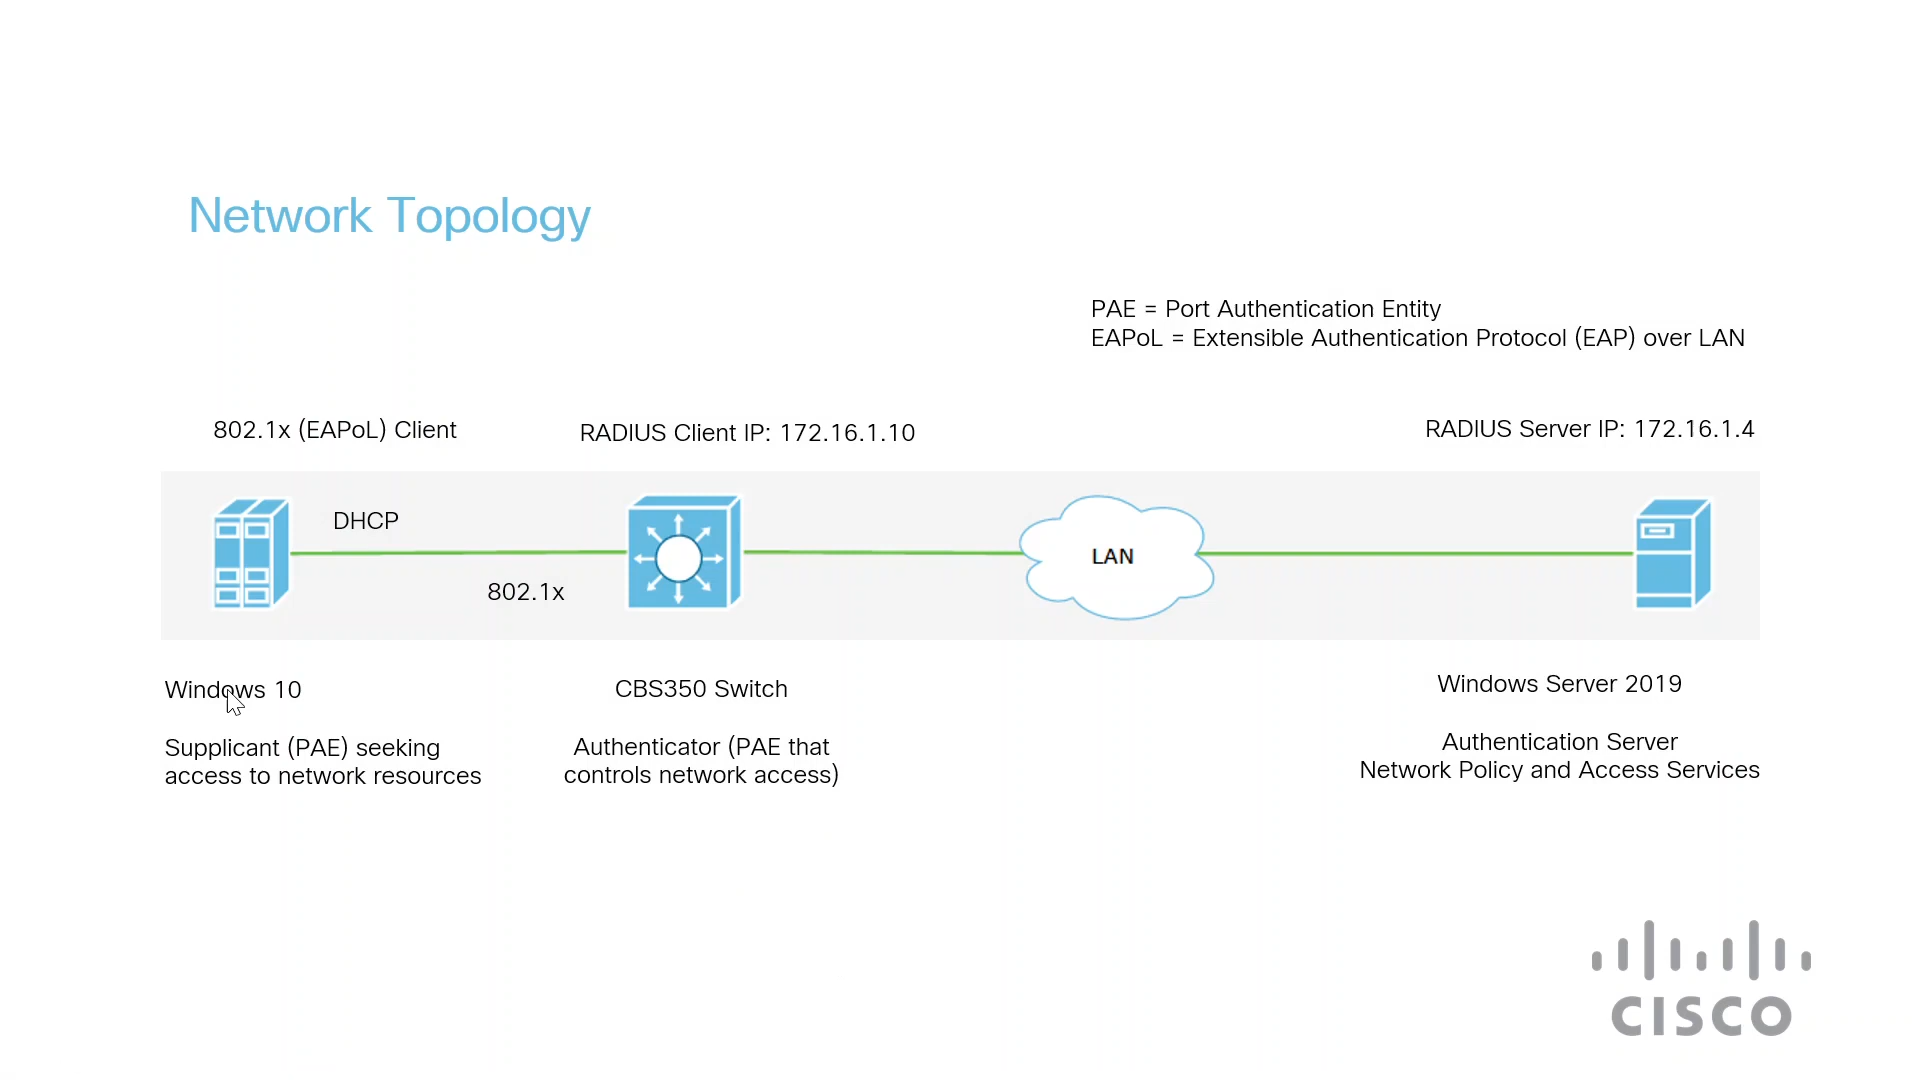 Network Topology
PAE = Port Authentication Entity
EAPoL = Extensible Authentication Protocol (EAP) over LAN
802.1x (EAPoL) Client
RADIUS Client IP: 172.16.1.10
RADIUS Server IP: 172.16.1.4
DHCP
802.1x
LAN
Windows 10
Supplicant (PAE) seeking
access to network resources
CBS350 Switch
Authenticator (PAE that
controls network access)
Windows Server 2019
Authentication Server
Network Policy and Access Services
CISCO